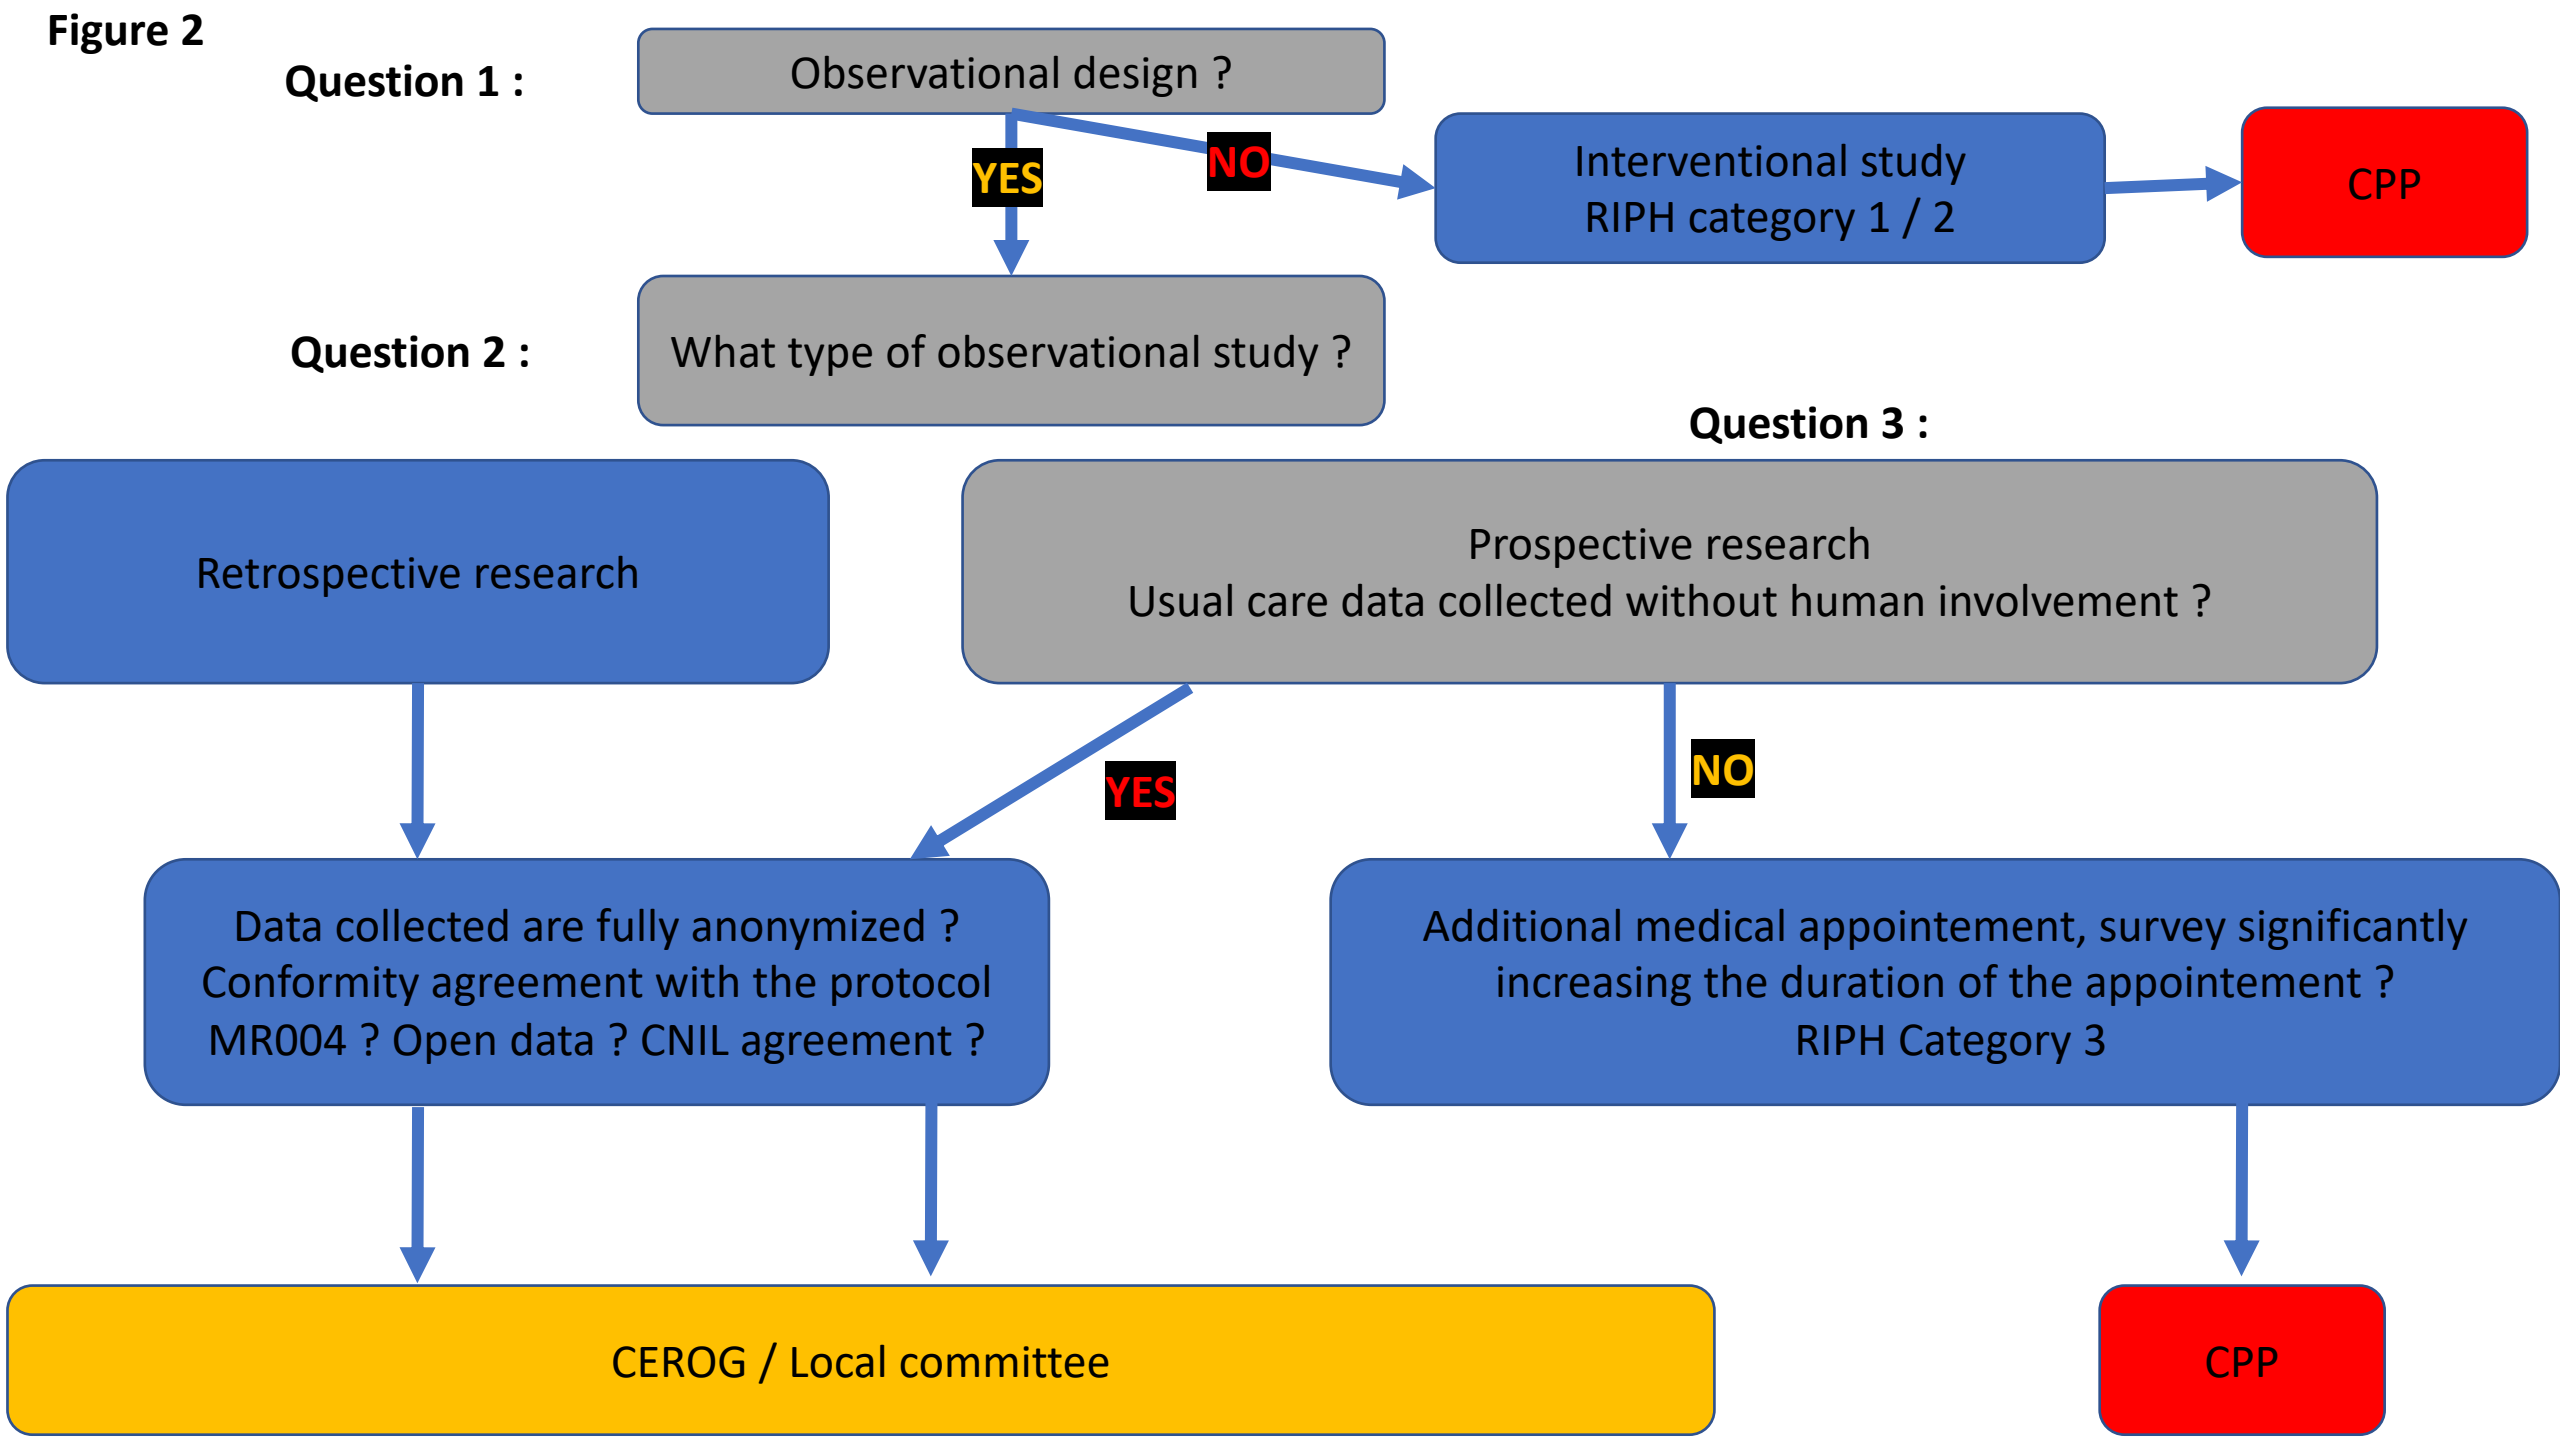 Figure 2
Question 1 :
Observational design ?
YES
NO
Interventional study
RIPH category 1 / 2
CPP
Question 2 :
What type of observational study ?
Question 3 :
Retrospective research
Prospective research
Usual care data collected without human involvement ?
YES
NO
Data collected are fully anonymized ?
Conformity agreement with the protocol
MR004 ? Open data ? CNIL agreement ?
Additional medical appointement, survey significantly
increasing the duration of the appointement ?
RIPH Category 3
CEROG / Local committee
CPP